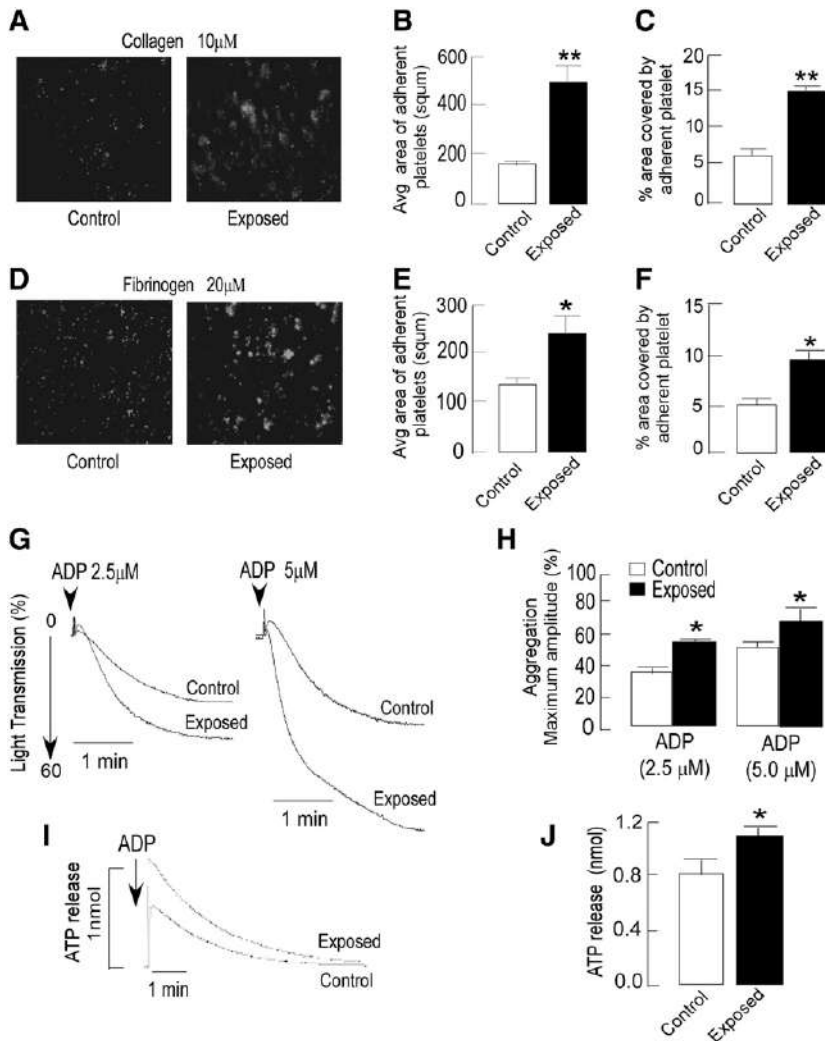 A
Collagen 10µM
Control
Exposed
B
Avg area of adherent
platelets (squm)
600
400
200
0
**
Control
Exposed
C
% area covered by
adherent platelet
20
15
10
5
0
**
Control
Exposed
D
Fibrinogen 20µM
Control
Exposed
E
Avg area of adherent
platelets (squm)
300
200
100
0
*
Control
Exposed
F
% area covered by
adherent platelet
15
10
5
0
*
Control
Exposed
G
ADP 2.5µM
ADP 5µM
Light Transmission (%)
0
60
Control
Exposed
1 min
Control
Exposed
1 min
H
Aggregation
Maximum amplitude (%)
100
80
60
40
20
0
Control
Exposed
*
*
ADP
(2.5 µM)
ADP
(5.0 µM)
I
ADP
ATP release
1nmol
Exposed
Control
1 min
J
ATP release (nmol)
1.2
0.8
0.4
0.0
*
Control
Exposed